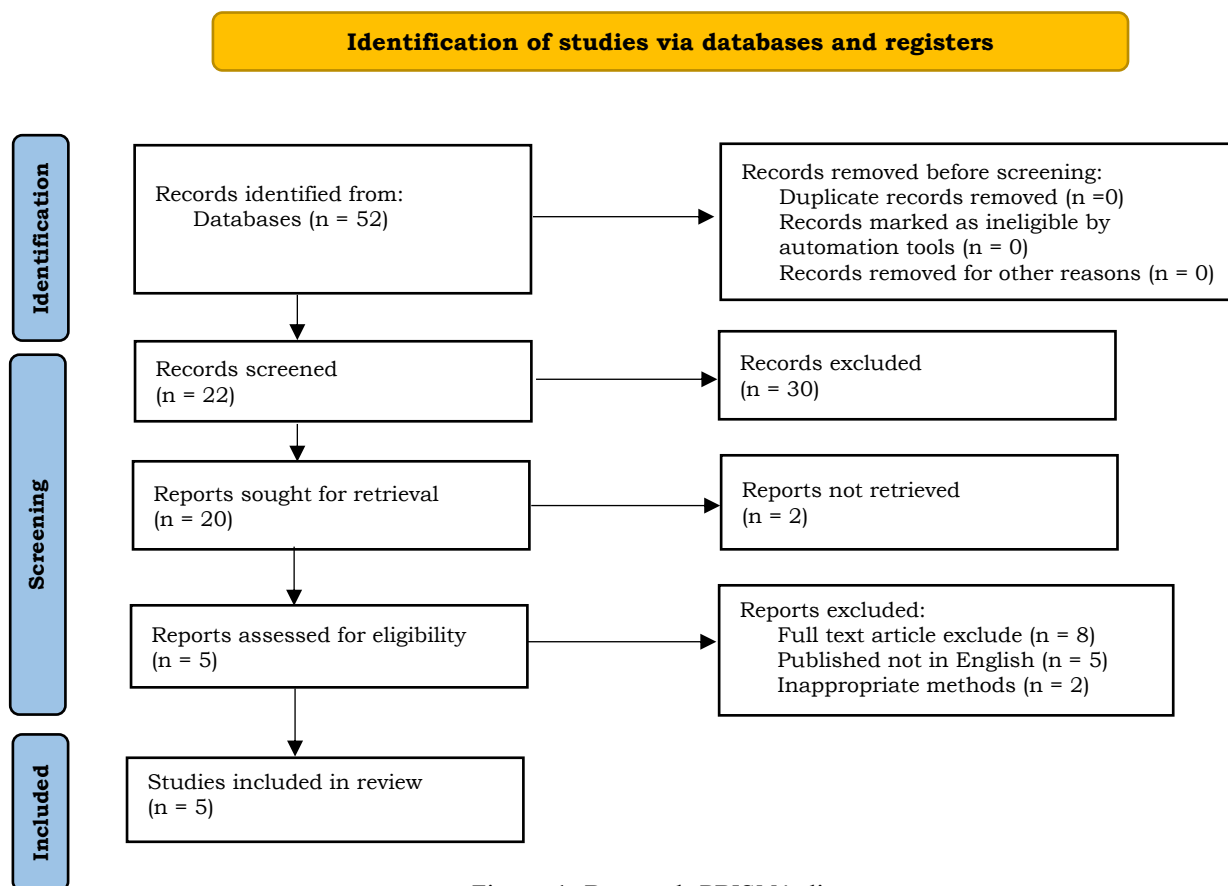 Identification of studies via databases and registers
Identification
Records identified from:
Databases (n = 52)
Records removed before screening:
Duplicate records removed (n =0)
Records marked as ineligible by
automation tools (n = 0)
Records removed for other reasons (n = 0)
Screening
Records screened
(n = 22)
Records excluded
(n = 30)
Reports sought for retrieval
(n = 20)
Reports not retrieved
(n = 2)
Reports assessed for eligibility
(n = 5)
Reports excluded:
Full text article exclude (n = 8)
Published not in English (n = 5)
Inappropriate methods (n = 2)
Included
Studies included in review
(n = 5)